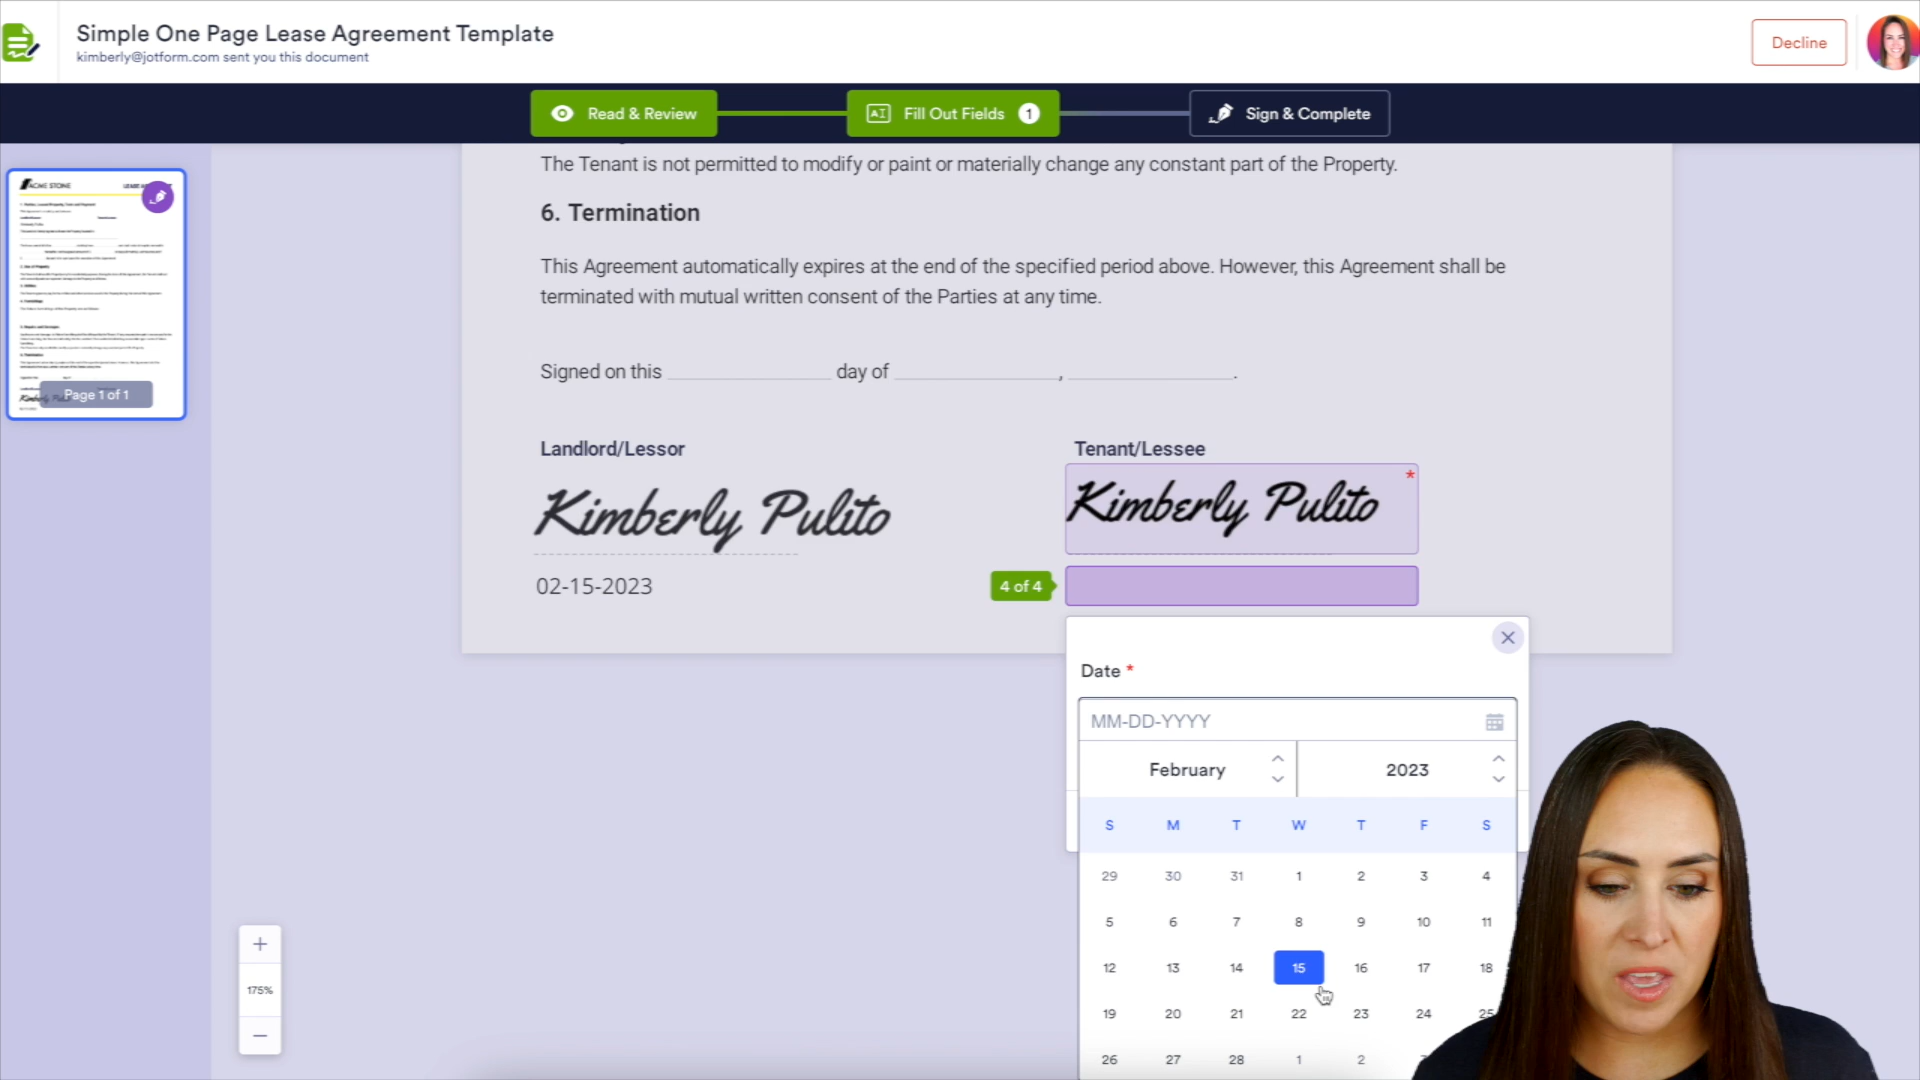 Simple One Page Lease Agreement Template
kimberly@jotform.com sent you this document
Decline
Read & Review
Fill Out Fields 1
Sign & Complete
ACME STONE
Page 1 of 1
The Tenant is not permitted to modify or paint or materially change any constant part of the Property.
6. Termination
This Agreement automatically expires at the end of the specified period above. However, this Agreement shall be
terminated with mutual written consent of the Parties at any time.
Signed on this day of , .
Landlord/Lessor Tenant/Lessee
Kimberly Pulito Kimberly Pulito *
02-15-2023 4 of 4
Date *
MM-DD-YYYY
February 2023
S M T W T F S
29 30 31 1 2 3 4
5 6 7 8 9 10 11
12 13 14 15 16 17 18
19 20 21 22 23 24 25
26 27 28 1 2
175%